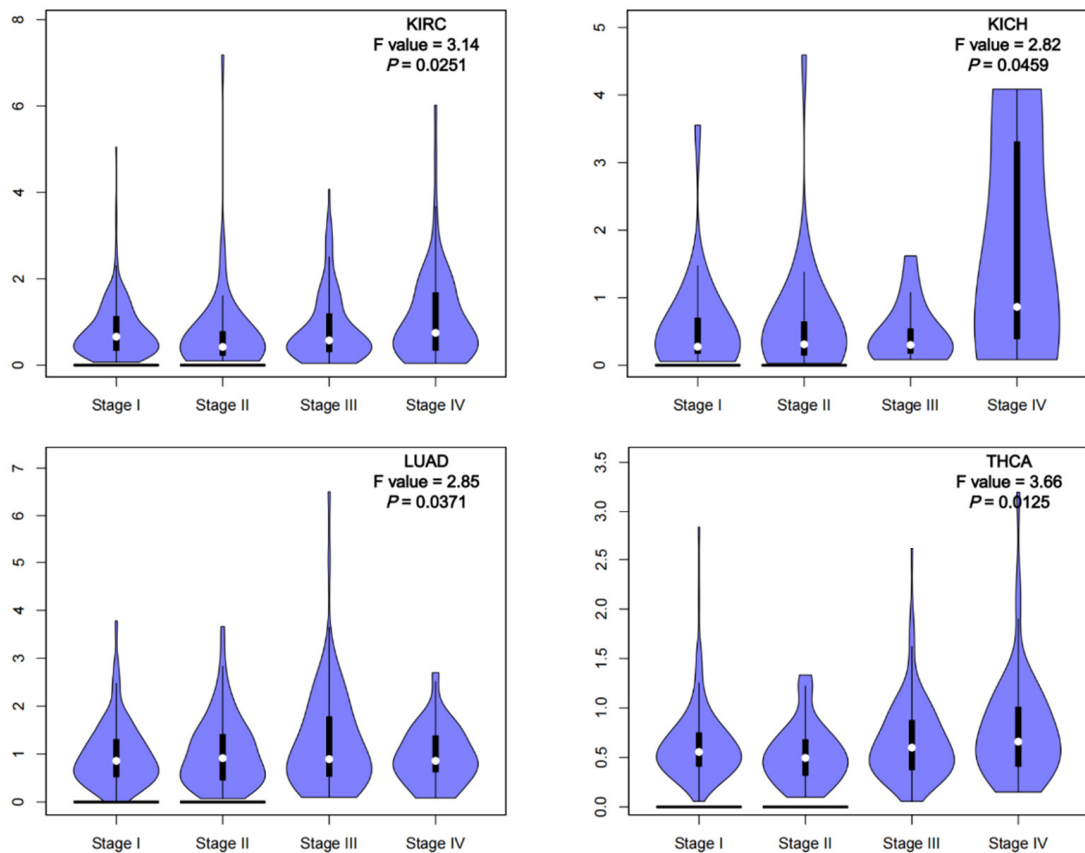 KIRC
F value = 3.14
P = 0.0251
8
6
4
2
0
Stage I Stage II Stage III Stage IV
KICH
F value = 2.82
P = 0.0459
5
4
3
2
1
0
Stage I Stage II Stage III Stage IV
LUAD
F value = 2.85
P = 0.0371
7
6
5
4
3
2
1
0
Stage I Stage II Stage III Stage IV
THCA
F value = 3.66
P = 0.0125
3.5
3.0
2.5
2.0
1.5
1.0
0.5
0.0
Stage I Stage II Stage III Stage IV